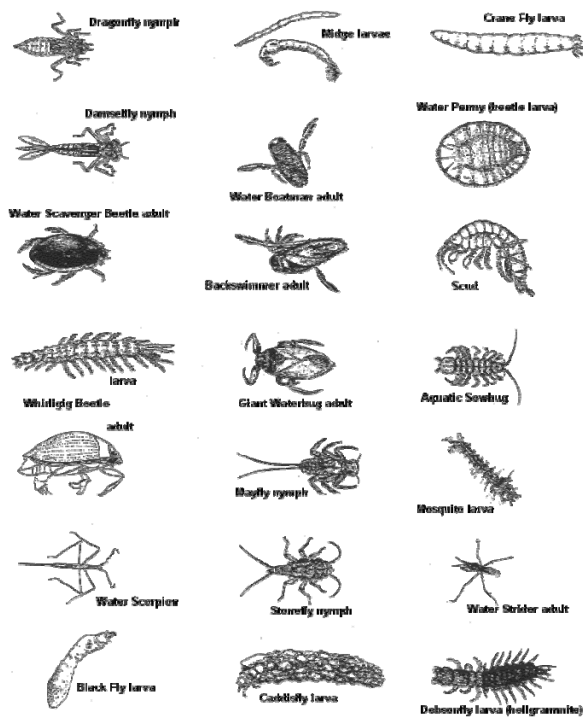 Dragonfly nymph
Midge larvae
Crane Fly larva
Damselfly nymph
Water Boatman adult
Water Penny (beetle larva)
Water Scavenger Beetle adult
Backswimmer adult
Scud
larva
Whirligig Beetle
adult
Giant Waterbug adult
Aquatic Sowbug
Mayfly nymph
Mosquito larva
Water Scorpion
Stonefly nymph
Water Strider adult
Black Fly larva
Caddisfly larva
Dobsonfly larva (hellgrammite)